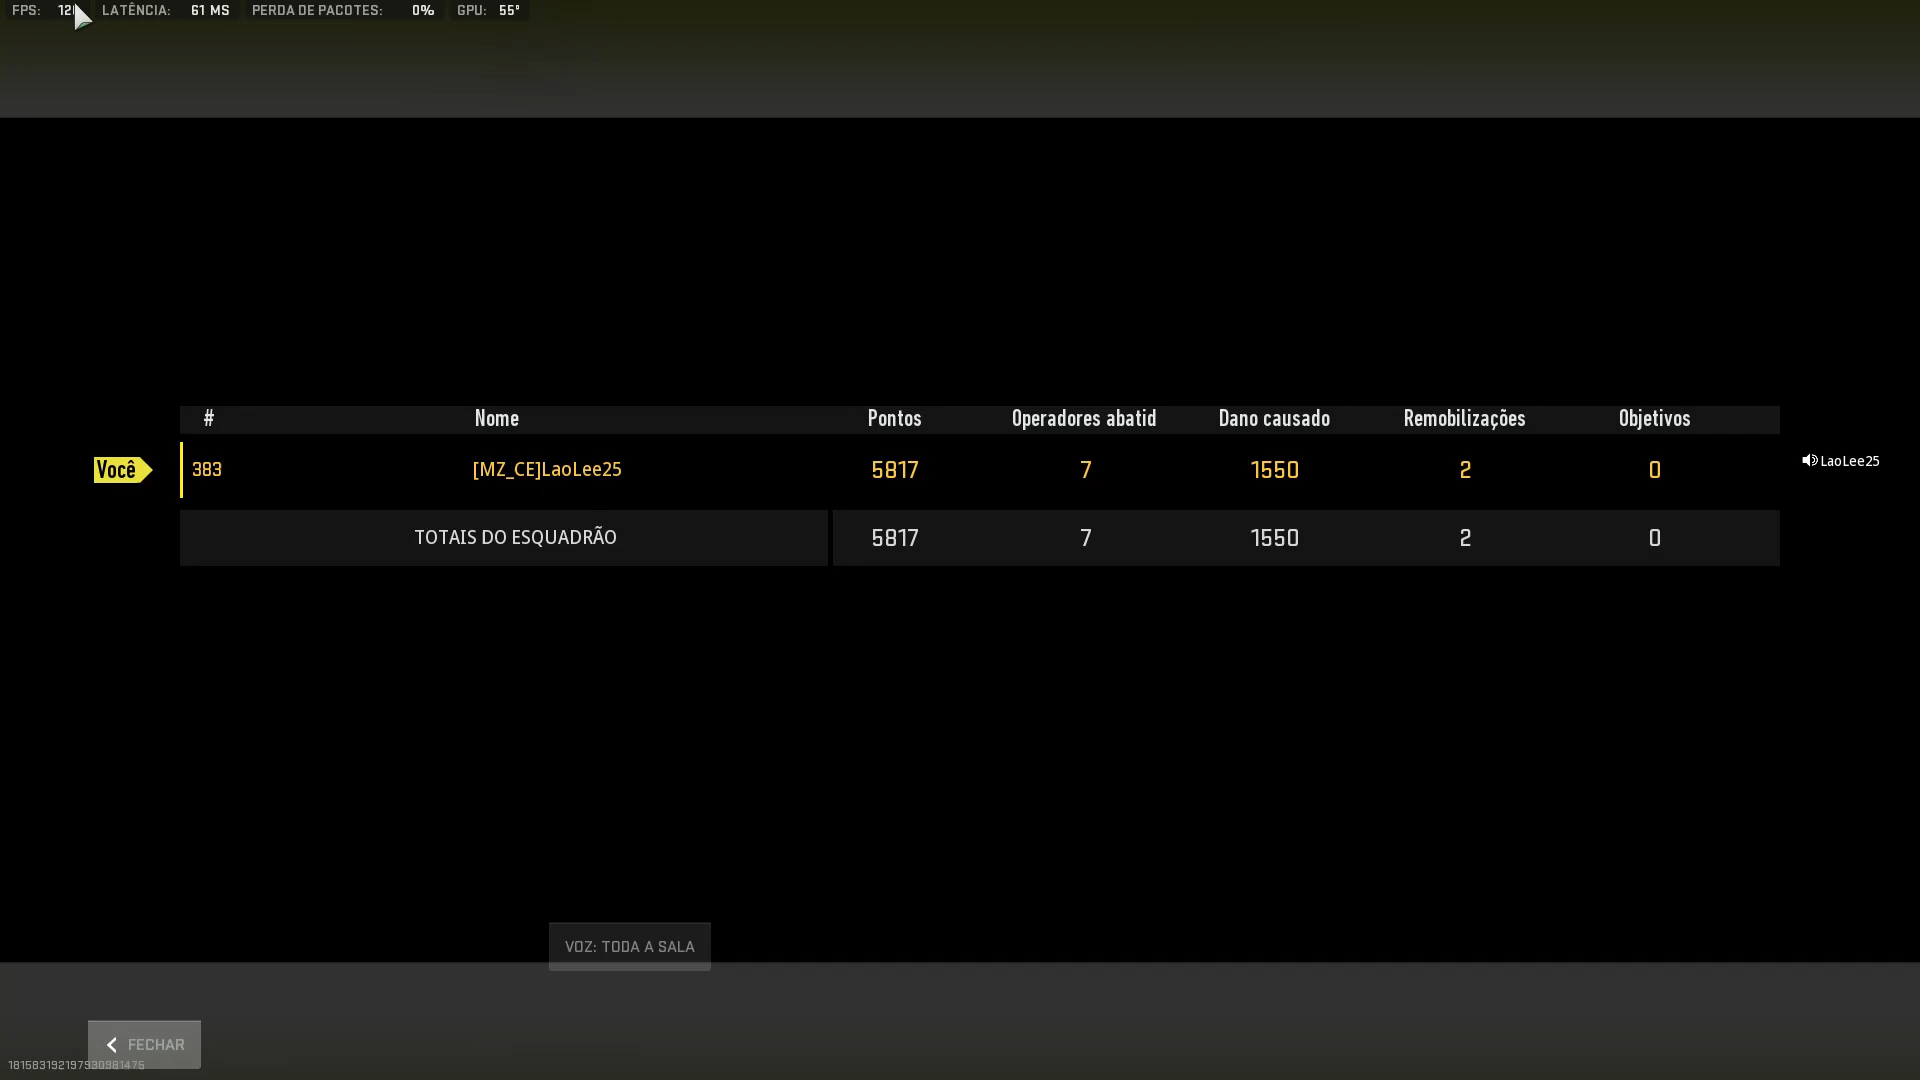 FPS: LATÊNCIA: 61 MS PERDA DE PACOTES: 0% GPU: 55°
# Nome Pontos Operadores abatid Dano causado Remobilizações Objetivos
Você 383 [MZ_CE]LaoLee25 5817 7 1550 2 0
LaoLee25
TOTAIS DO ESQUADRÃO 5817 7 1550 2 0
VOZ: TODA A SALA
FECHAR